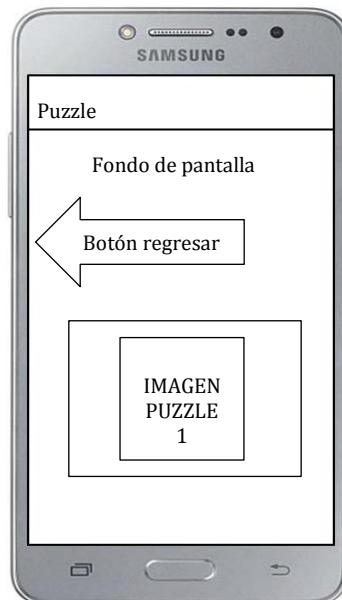 SAMSUNG
Puzzle
Fondo de pantalla
Botón regresar
IMAGEN
PUZZLE
1